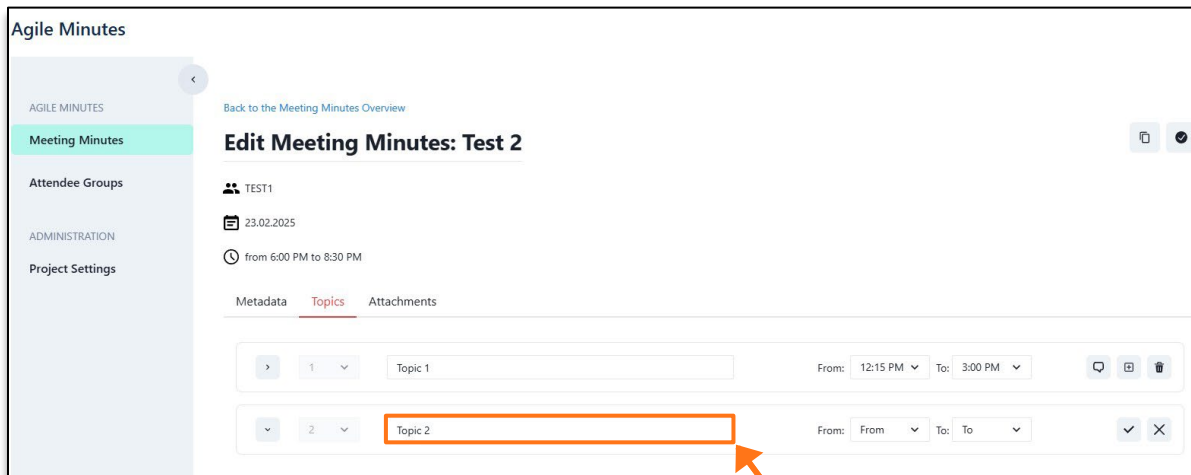 Agile Minutes
AGILE MINUTES
Meeting Minutes
Attendee Groups
ADMINISTRATION
Project Settings
Back to the Meeting Minutes Overview
Edit Meeting Minutes: Test 2
TEST1
23.02.2025
from 6:00 PM to 8:30 PM
Metadata Topics Attachments
1 Topic 1 From: 12:15 PM To: 3:00 PM
2 Topic 2 From: From To: To